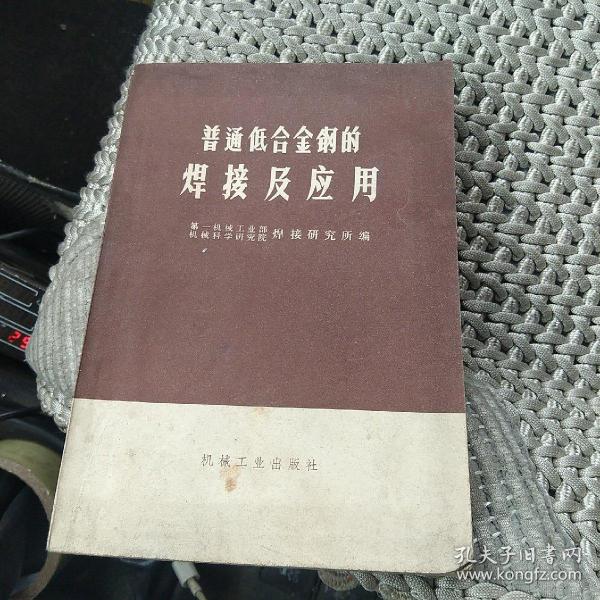 普通低合金钢的
焊接及应用
第一机械工业部
机械科学研究院 焊接研究所编
机械工业出版社
孔夫子旧书网
www.kongfz.com